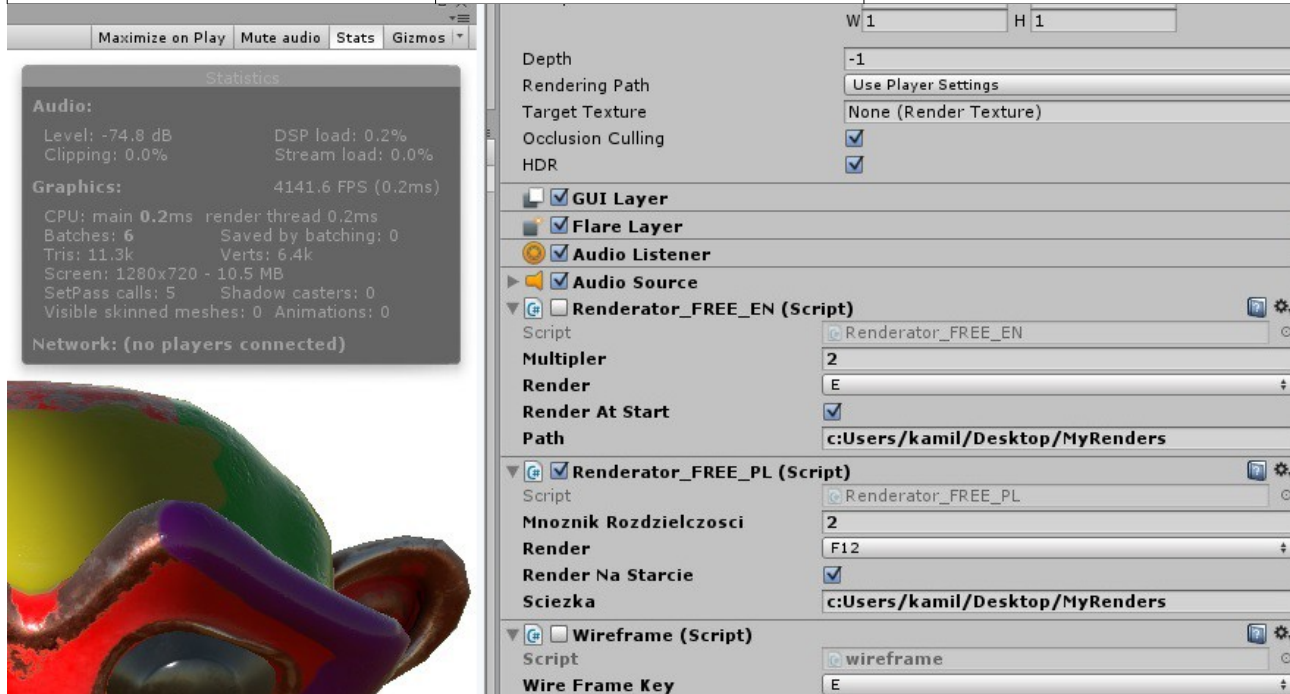 Maximize on Play Mute audio Stats Gizmos
Statistics
Audio:
Level: -74.8 dB DSP load: 0.2%
Clipping: 0.0% Stream load: 0.0%
Graphics: 4141.6 FPS (0.2ms)
CPU: main 0.2ms render thread 0.2ms
Batches: 6 Saved by batching: 0
Tris: 11.3k Verts: 6.4k
Screen: 1280x720 - 10.5 MB
SetPass calls: 5 Shadow casters: 0
Visible skinned meshes: 0 Animations: 0
Network: (no players connected)
W 1 H 1
Depth -1
Rendering Path Use Player Settings
Target Texture None (Render Texture)
Occlusion Culling
HDR
GUI Layer
Flare Layer
Audio Listener
Audio Source
Renderator_FREE_EN (Script)
Script Renderator_FREE_EN
Multipler 2
Render E
Render At Start
Path c:Users/kamil/Desktop/MyRenders
Renderator_FREE_PL (Script)
Script Renderator_FREE_PL
Mnoznik Rozdzielczosci 2
Render F12
Render Na Starcie
Sciezka c:Users/kamil/Desktop/MyRenders
Wireframe (Script)
Script wireframe
Wire Frame Key E